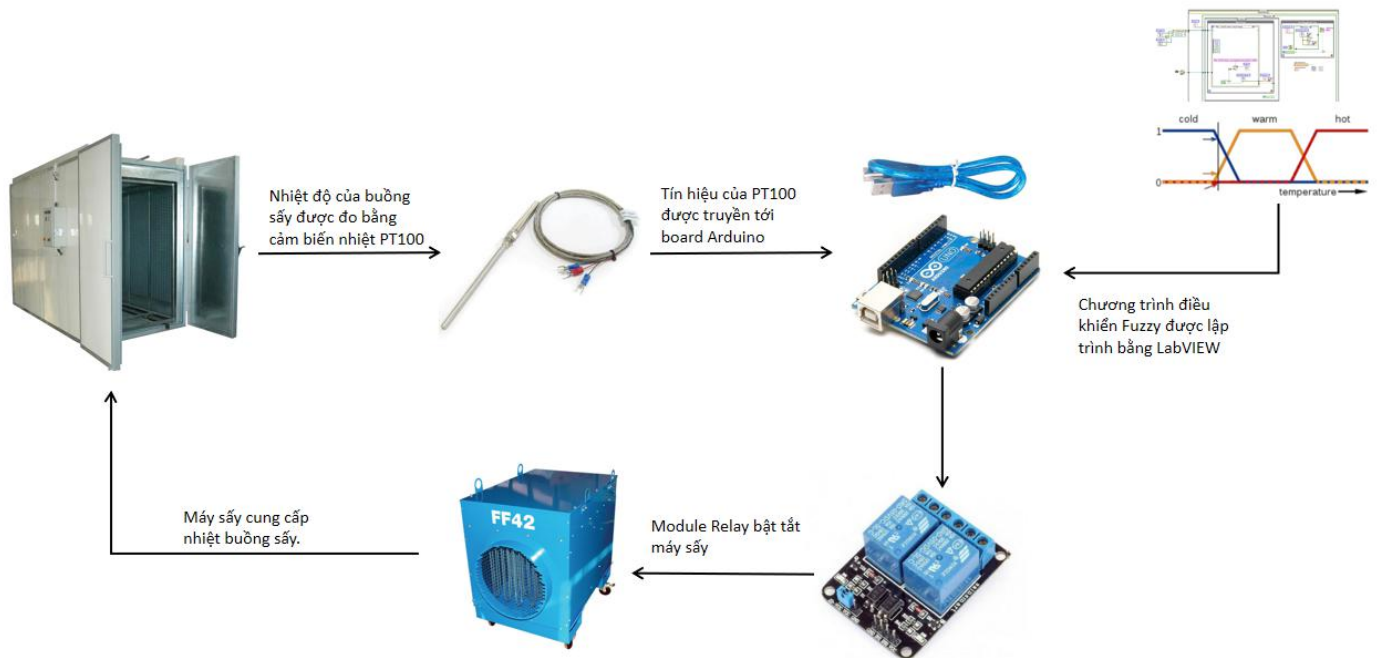 cold warm hot
1
0
temperature
Nhiệt độ của buồng
sấy được đo bằng
cảm biến nhiệt PT100
Tín hiệu của PT100
được truyền tới
board Arduino
UNO
Chương trình điều
khiển Fuzzy được lập
trình bằng LabVIEW
Máy sấy cung cấp
nhiệt buồng sấy.
FF42
Module Relay bật tắt
máy sấy